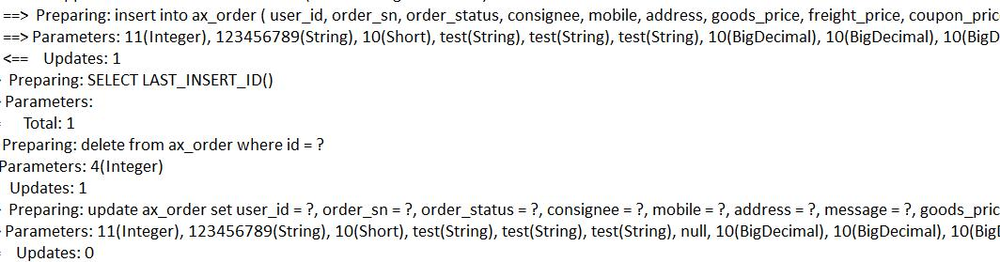 ==> Preparing: insert into ax_order ( user_id, order_sn, order_status, consignee, mobile, address, goods_price, freight_price, coupon_pric
==> Parameters: 11(Integer), 123456789(String), 10(Short), test(String), test(String), test(String), 10(BigDecimal), 10(BigDecimal), 10(BigD
<== Updates: 1
Preparing: SELECT LAST_INSERT_ID()
Parameters:
Total: 1
Preparing: delete from ax_order where id = ?
Parameters: 4(Integer)
Updates: 1
Preparing: update ax_order set user_id = ?, order_sn = ?, order_status = ?, consignee = ?, mobile = ?, address = ?, message = ?, goods_pric
Parameters: 11(Integer), 123456789(String), 10(Short), test(String), test(String), test(String), null, 10(BigDecimal), 10(BigDecimal), 10(Big
Updates: 0